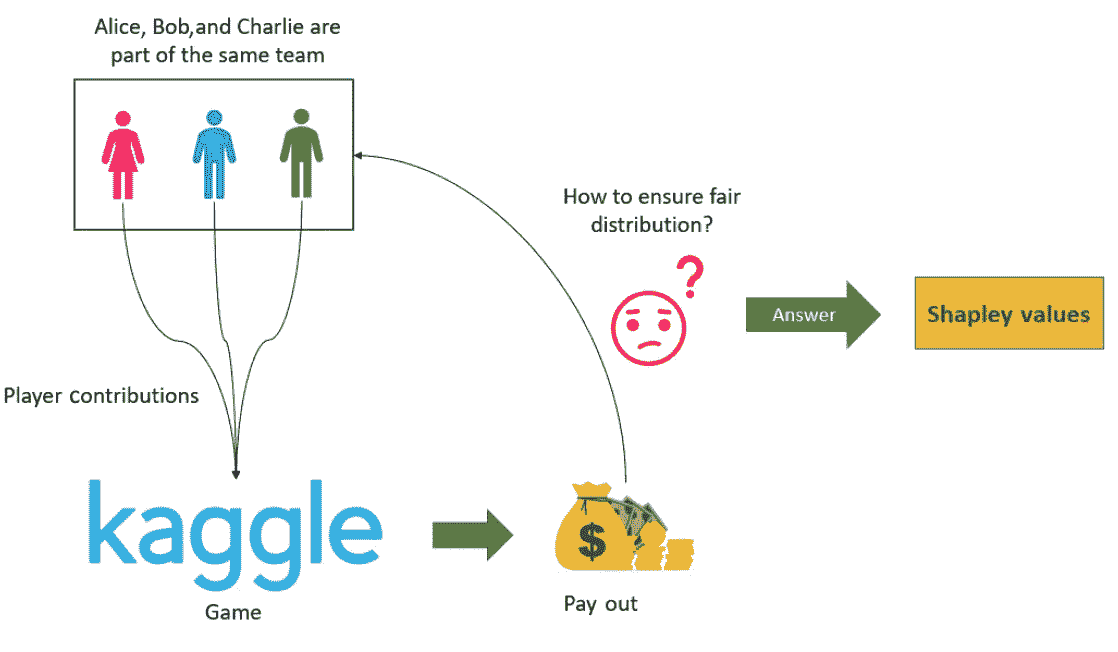 Alice, Bob,and Charlie are
part of the same team
How to ensure fair
distribution?
?
Answer
Shapley values
Player contributions
kaggle
Game
$
Pay out